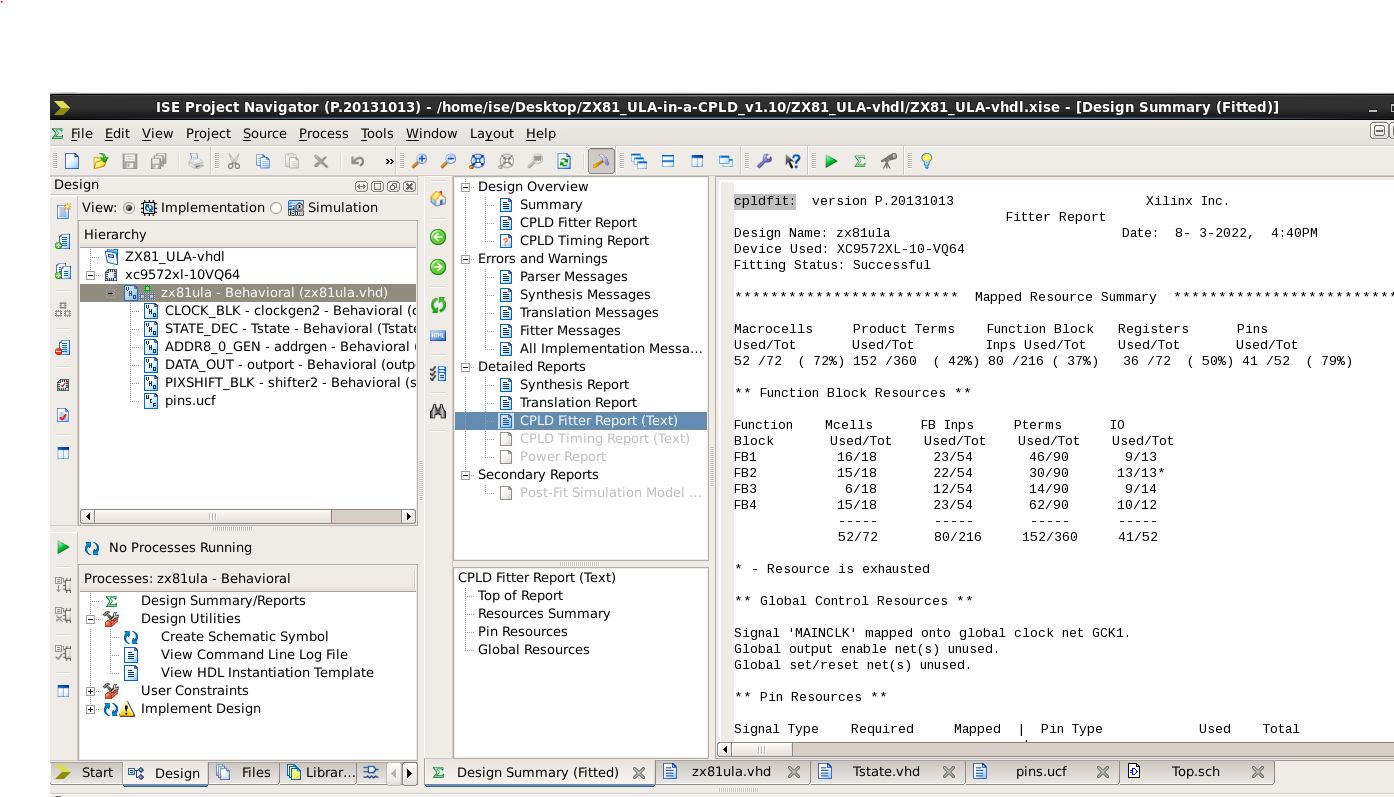 ISE Project Navigator (P.20131013) - /home/ise/Desktop/ZX81_ULA-in-a-CPLD_v1.10/ZX81_ULA-vhdl/ZX81_ULA-vhdl.xise - [Design Summary (Fitted)]
File Edit View Project Source Process Tools Window Layout Help
Design
View: Implementation Simulation
Hierarchy
ZX81_ULA-vhdl
xc9572xl-10VQ64
zx81ula - Behavioral (zx81ula.vhd)
CLOCK_BLK - clockgen2 - Behavioral (c
STATE_DEC - Tstate - Behavioral (Tstate
ADDR8_0_GEN - addrgen - Behavioral (
DATA_OUT - outport - Behavioral (outp
PIXSHIFT_BLK - shifter2 - Behavioral (s
pins.ucf
No Processes Running
Processes: zx81ula - Behavioral
Design Summary/Reports
Design Utilities
Create Schematic Symbol
View Command Line Log File
View HDL Instantiation Template
User Constraints
Implement Design
Start Design Files Librar...
Design Overview
Summary
CPLD Fitter Report
CPLD Timing Report
Errors and Warnings
Parser Messages
Synthesis Messages
Translation Messages
Fitter Messages
All Implementation Messa...
Detailed Reports
Synthesis Report
Translation Report
CPLD Fitter Report (Text)
CPLD Timing Report (Text)
Power Report
Secondary Reports
Post-Fit Simulation Model ...
CPLD Fitter Report (Text)
Top of Report
Resources Summary
Pin Resources
Global Resources
cpldfit: version P.20131013 Xilinx Inc.
Fitter Report
Design Name: zx81ula Date: 8- 3-2022, 4:40PM
Device Used: XC9572XL-10-VQ64
Fitting Status: Successful
************************* Mapped Resource Summary **************************
Macrocells Product Terms Function Block Registers Pins
Used/Tot Used/Tot Inps Used/Tot Used/Tot Used/Tot
52 /72 ( 72%) 152 /360 ( 42%) 80 /216 ( 37%) 36 /72 ( 50%) 41 /52 ( 79%)
** Function Block Resources **
Function Mcells FB Inps Pterms IO
Block Used/Tot Used/Tot Used/Tot Used/Tot
FB1 16/18 23/54 46/90 9/13
FB2 15/18 22/54 30/90 13/13*
FB3 6/18 12/54 14/90 9/14
FB4 15/18 23/54 62/90 10/12
----- ----- ----- -----
52/72 80/216 152/360 41/52
* - Resource is exhausted
** Global Control Resources **
Signal 'MAINCLK' mapped onto global clock net GCK1.
Global output enable net(s) unused.
Global set/reset net(s) unused.
** Pin Resources **
Signal Type Required Mapped | Pin Type Used Total
Design Summary (Fitted) zx81ula.vhd Tstate.vhd pins.ucf Top.sch